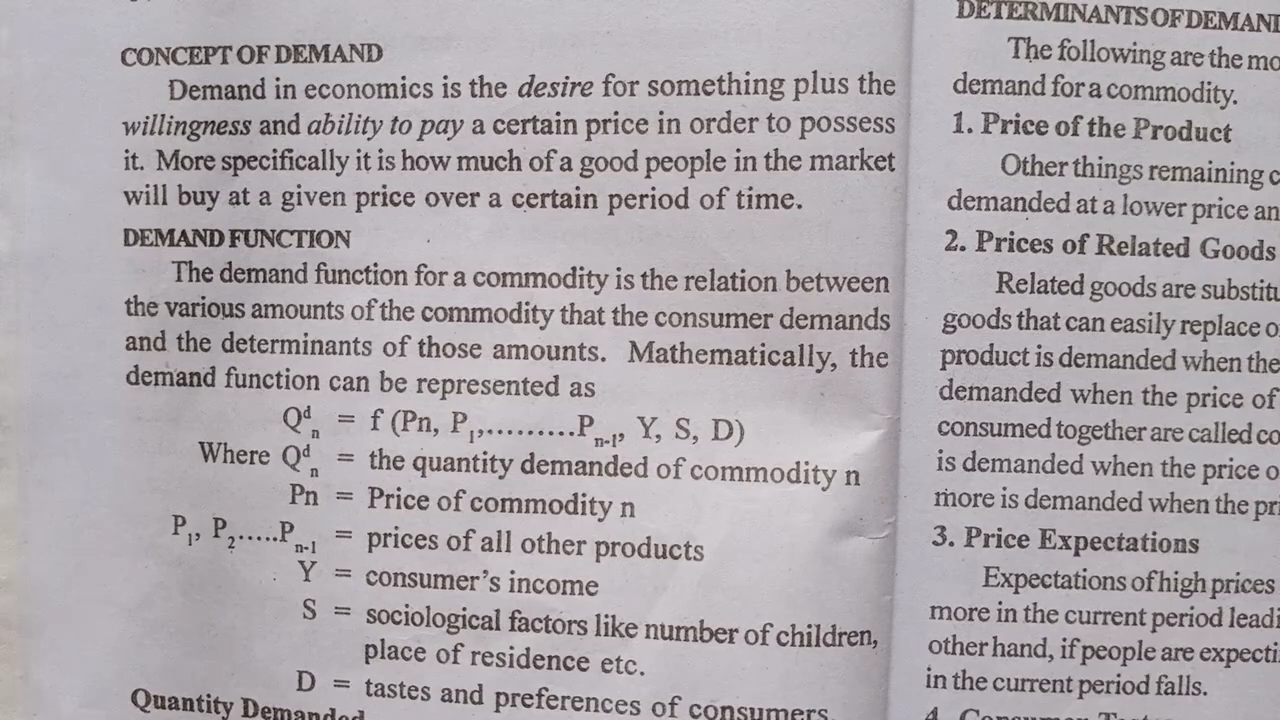 CONCEPT OF DEMAND
Demand in economics is the desire for something plus the
willingness and ability to pay a certain price in order to possess
it. More specifically it is how much of a good people in the market
will buy at a given price over a certain period of time.
DEMAND FUNCTION
The demand function for a commodity is the relation between
the various amounts of the commodity that the consumer demands
and the determinants of those amounts. Mathematically, the
demand function can be represented as
Qᵈₙ = f (Pn, P₁,.........Pₙ₋₁, Y, S, D)
Where Qᵈₙ = the quantity demanded of commodity n
Pn = Price of commodity n
P₁, P₂.....Pₙ₋₁ = prices of all other products
Y = consumer's income
S = sociological factors like number of children,
place of residence etc.
D = tastes and preferences of consumers
Quantity Demanded
DETERMINANTS OF DEMAND
The following are the mo
demand for a commodity.
1. Price of the Product
Other things remaining c
demanded at a lower price an
2. Prices of Related Goods
Related goods are substitu
goods that can easily replace o
product is demanded when the
demanded when the price of
consumed together are called co
is demanded when the price o
more is demanded when the pri
3. Price Expectations
Expectations of high prices
more in the current period leadi
other hand, if people are expecti
in the current period falls.
4. Consumer